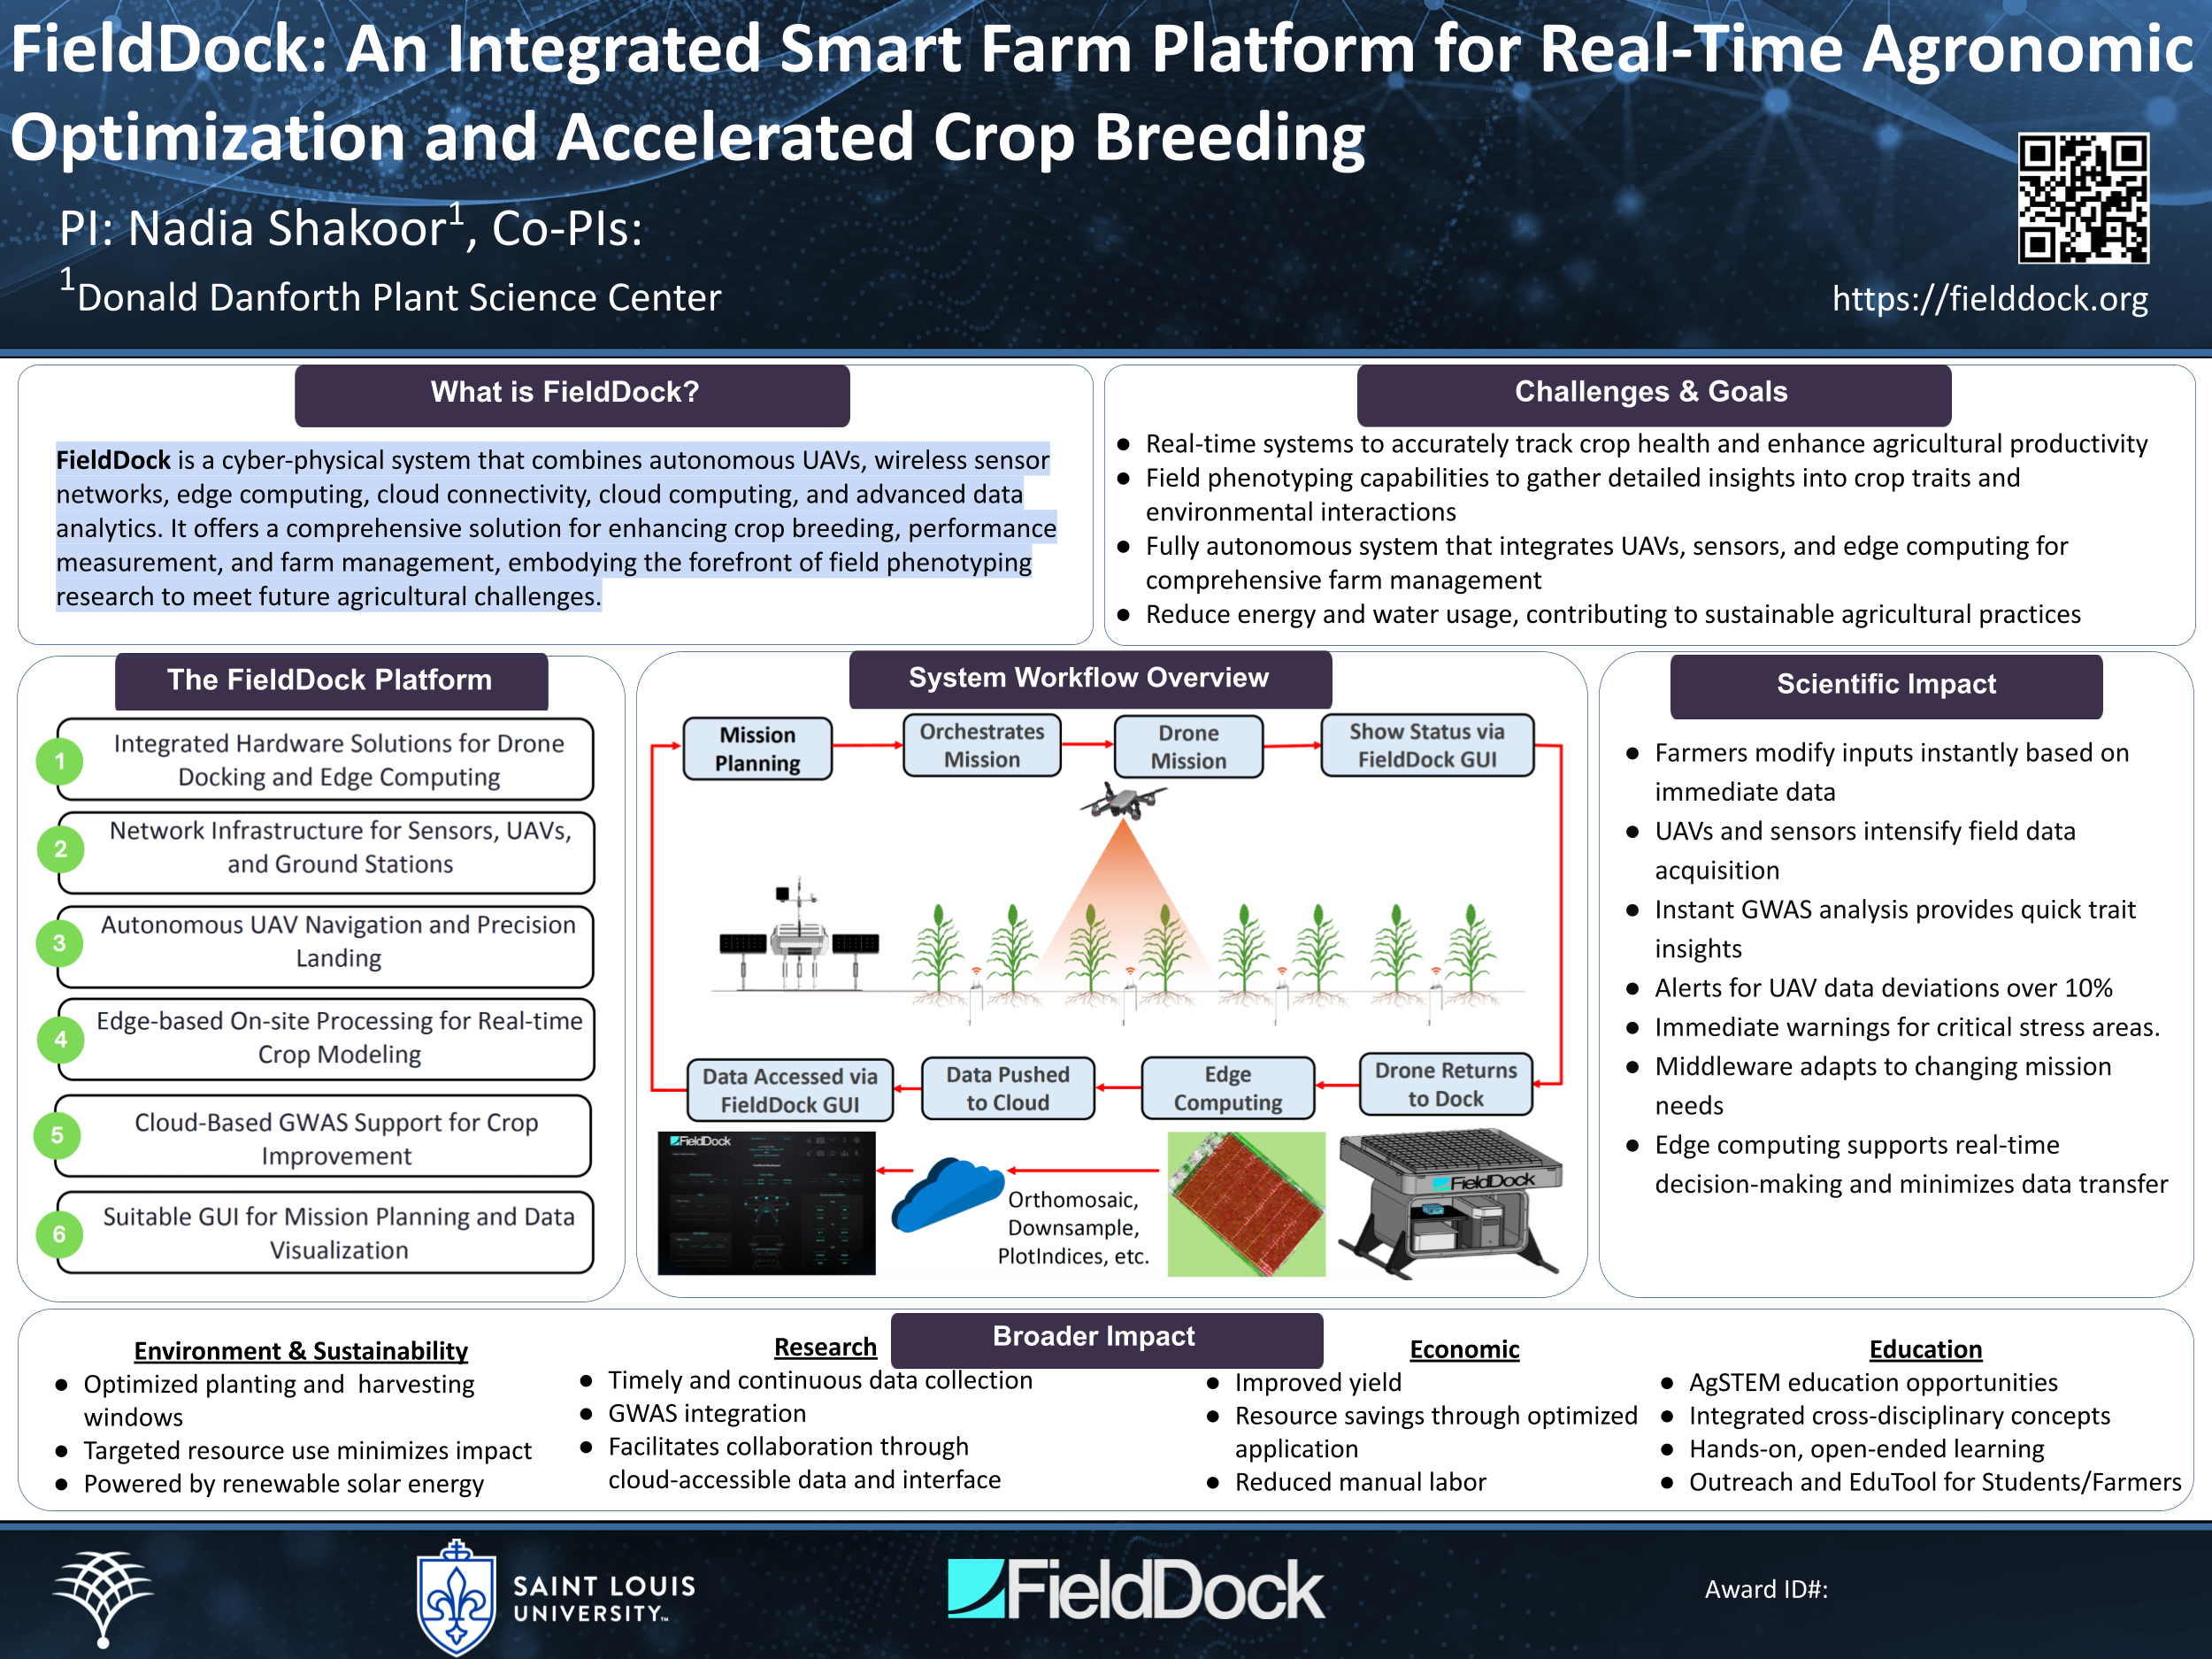 FieldDock: An Integrated Smart Farm Platform for Real-Time Agronomic
Optimization and Accelerated Crop Breeding
PI: Nadia Shakoor1, Co-PIs:
1Donald Danforth Plant Science Center
https://fielddock.org
What is FieldDock?
FieldDock is a cyber-physical system that combines autonomous UAVs, wireless sensor
networks, edge computing, cloud connectivity, cloud computing, and advanced data
analytics. It offers a comprehensive solution for enhancing crop breeding, performance
measurement, and farm management, embodying the forefront of field phenotyping
research to meet future agricultural challenges.
Challenges & Goals
● Real-time systems to accurately track crop health and enhance agricultural productivity
● Field phenotyping capabilities to gather detailed insights into crop traits and
environmental interactions
● Fully autonomous system that integrates UAVs, sensors, and edge computing for
comprehensive farm management
● Reduce energy and water usage, contributing to sustainable agricultural practices
The FieldDock Platform
1 Integrated Hardware Solutions for Drone
Docking and Edge Computing
2 Network Infrastructure for Sensors, UAVs,
and Ground Stations
3 Autonomous UAV Navigation and Precision
Landing
4 Edge-based On-site Processing for Real-time
Crop Modeling
5 Cloud-Based GWAS Support for Crop
Improvement
6 Suitable GUI for Mission Planning and Data
Visualization
System Workflow Overview
Mission
Planning
Orchestrates
Mission
Drone
Mission
Show Status via
FieldDock GUI
Data Accessed via
FieldDock GUI
Data Pushed
to Cloud
Edge
Computing
Drone Returns
to Dock
FieldDock
Orthomosaic,
Downsample,
PlotIndices, etc.
FieldDock
Scientific Impact
● Farmers modify inputs instantly based on
immediate data
● UAVs and sensors intensify field data
acquisition
● Instant GWAS analysis provides quick trait
insights
● Alerts for UAV data deviations over 10%
● Immediate warnings for critical stress areas.
● Middleware adapts to changing mission
needs
● Edge computing supports real-time
decision-making and minimizes data transfer
Broader Impact
Environment & Sustainability
● Optimized planting and  harvesting
windows
● Targeted resource use minimizes impact
● Powered by renewable solar energy
Research
● Timely and continuous data collection
● GWAS integration
● Facilitates collaboration through
cloud-accessible data and interface
Economic
● Improved yield
● Resource savings through optimized
application
● Reduced manual labor
Education
● AgSTEM education opportunities
● Integrated cross-disciplinary concepts
● Hands-on, open-ended learning
● Outreach and EduTool for Students/Farmers
SAINT LOUIS
UNIVERSITY™
FieldDock
Award ID#: